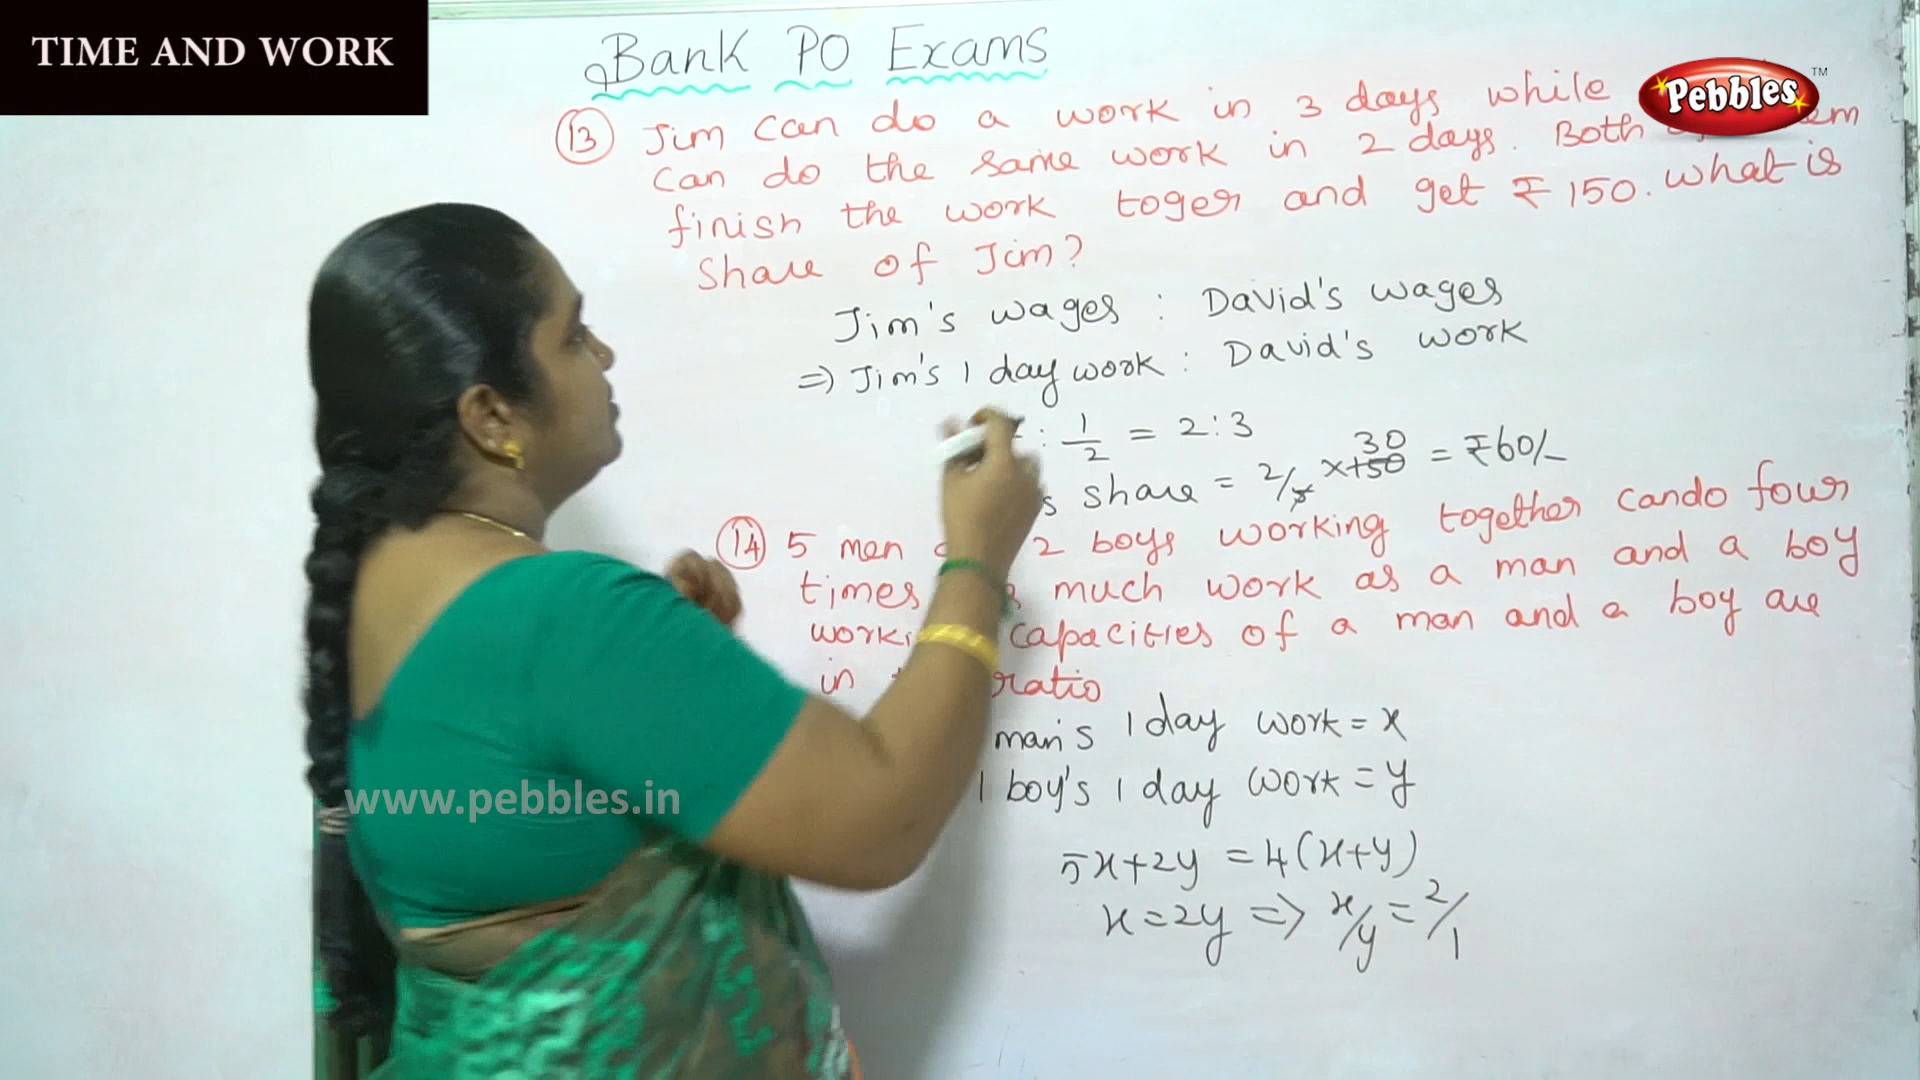 TIME AND WORK
Bank PO Exams
Pebbles TM
13 Jim can do a work in 3 days while
can do the same work in 2 days. Both
finish the work toger and get ₹ 150. what is
share of Jim?
Jim's wages : David's wages
=> Jim's 1 day work : David's work
: 1/2 = 2:3
share = 2/5 x 150 30 = ₹60/-
14 5 men 2 boys working together cando four
times much work as a man and a boy
capacities of a man and a boy are
in ratio
man's 1 day work = x
1 boy's 1 day work = y
5x+2y = 4(x+y)
x=2y => x/y = 2/1
www.pebbles.in